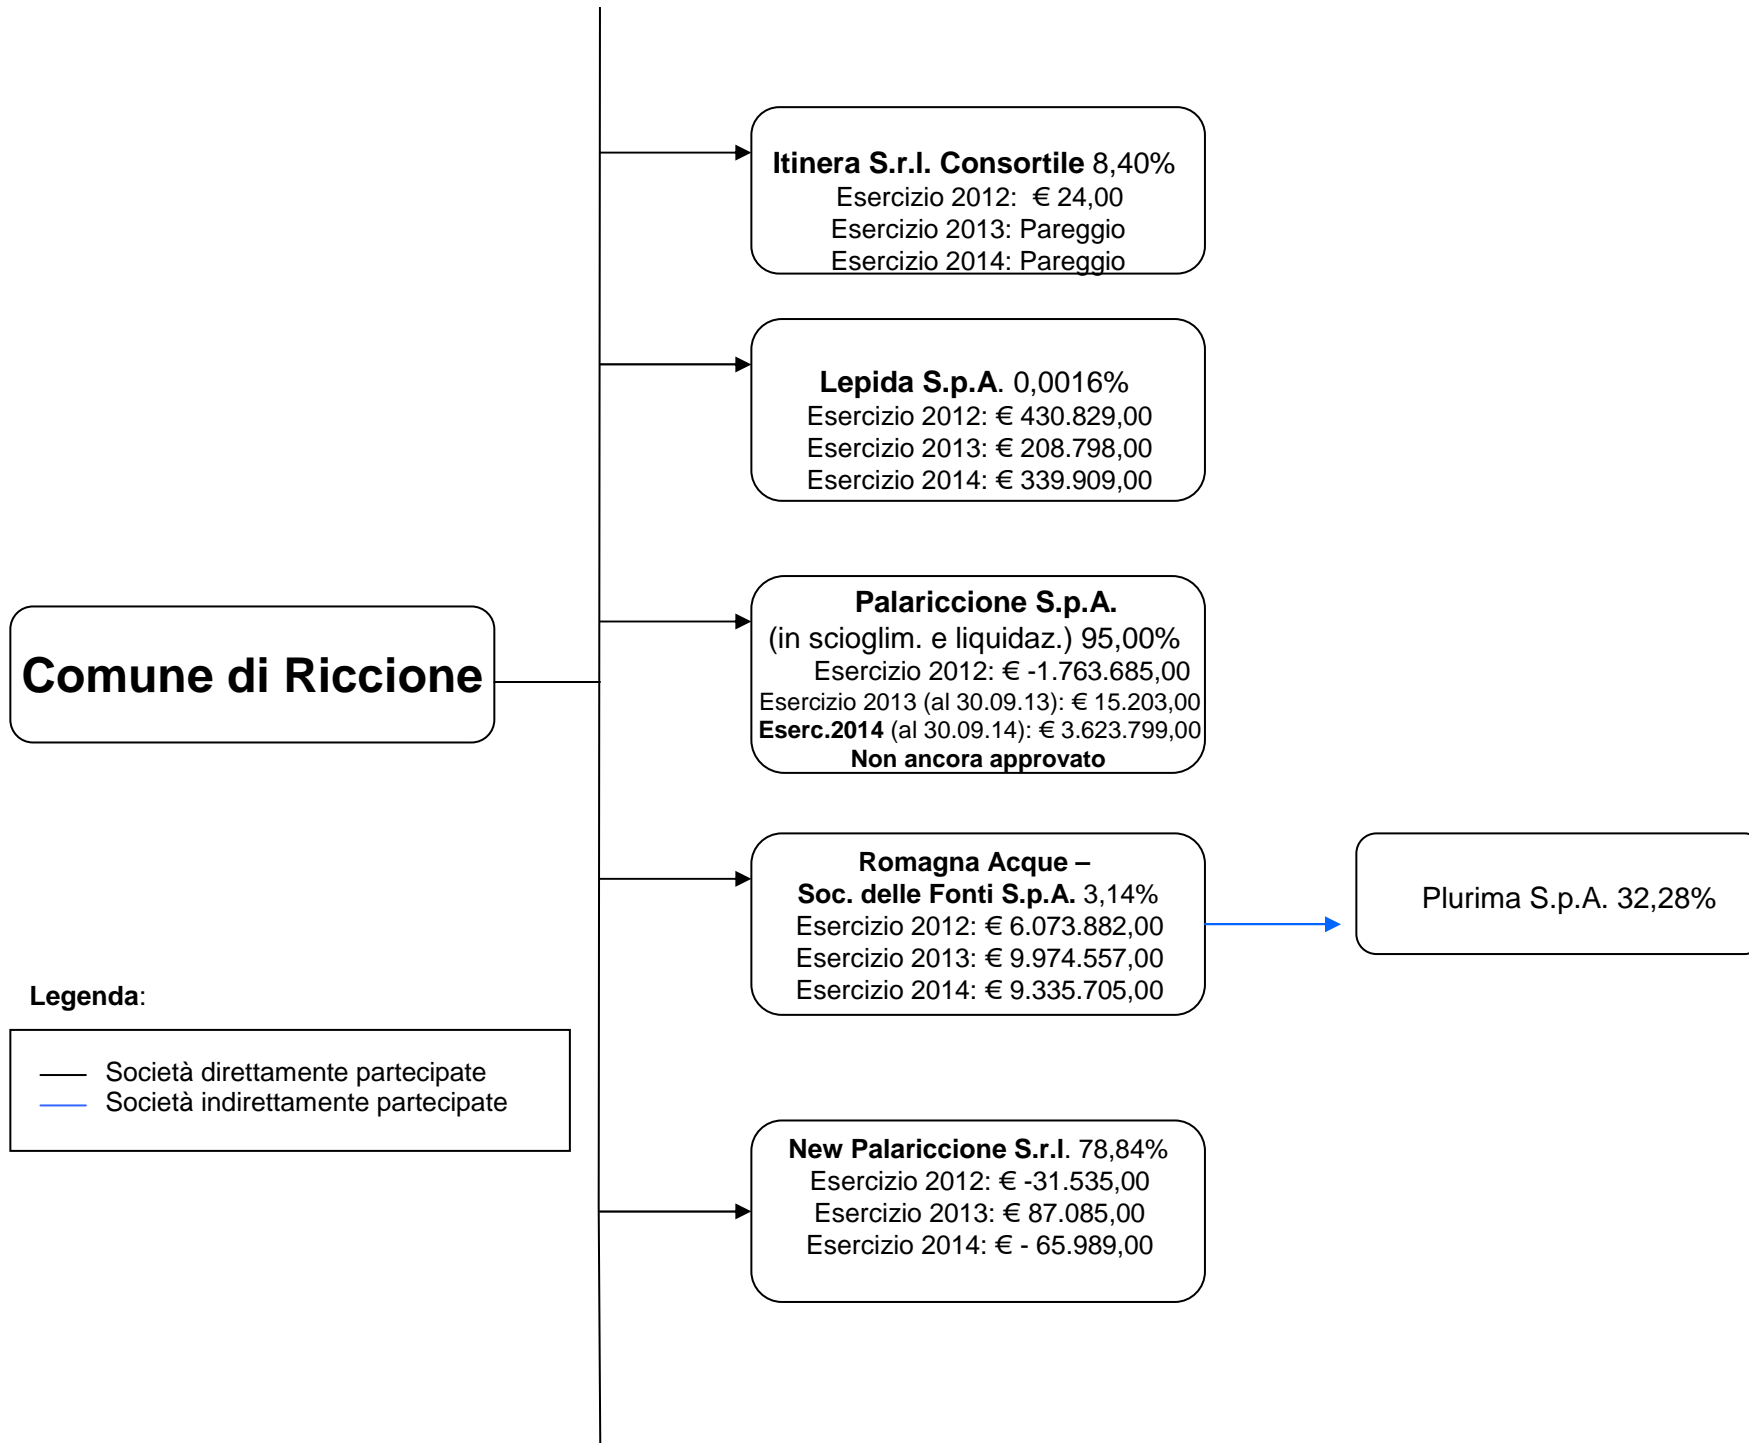 Itinera S.r.l. Consortile 8,40%
Esercizio 2012:  € 24,00
Esercizio 2013: Pareggio
Esercizio 2014: Pareggio
Lepida S.p.A. 0,0016%
Esercizio 2012: € 430.829,00
Esercizio 2013: € 208.798,00
Esercizio 2014: € 339.909,00
Comune di Riccione
Palariccione S.p.A.
(in scioglim. e liquidaz.) 95,00%
Esercizio 2012: € -1.763.685,00
Esercizio 2013 (al 30.09.13): € 15.203,00
Eserc.2014 (al 30.09.14): € 3.623.799,00
Non ancora approvato
Romagna Acque –
Soc. delle Fonti S.p.A. 3,14%
Esercizio 2012: € 6.073.882,00
Esercizio 2013: € 9.974.557,00
Esercizio 2014: € 9.335.705,00
Plurima S.p.A. 32,28%
Legenda:
Società direttamente partecipate
Società indirettamente partecipate
New Palariccione S.r.l. 78,84%
Esercizio 2012: € -31.535,00
Esercizio 2013: € 87.085,00
Esercizio 2014: € - 65.989,00